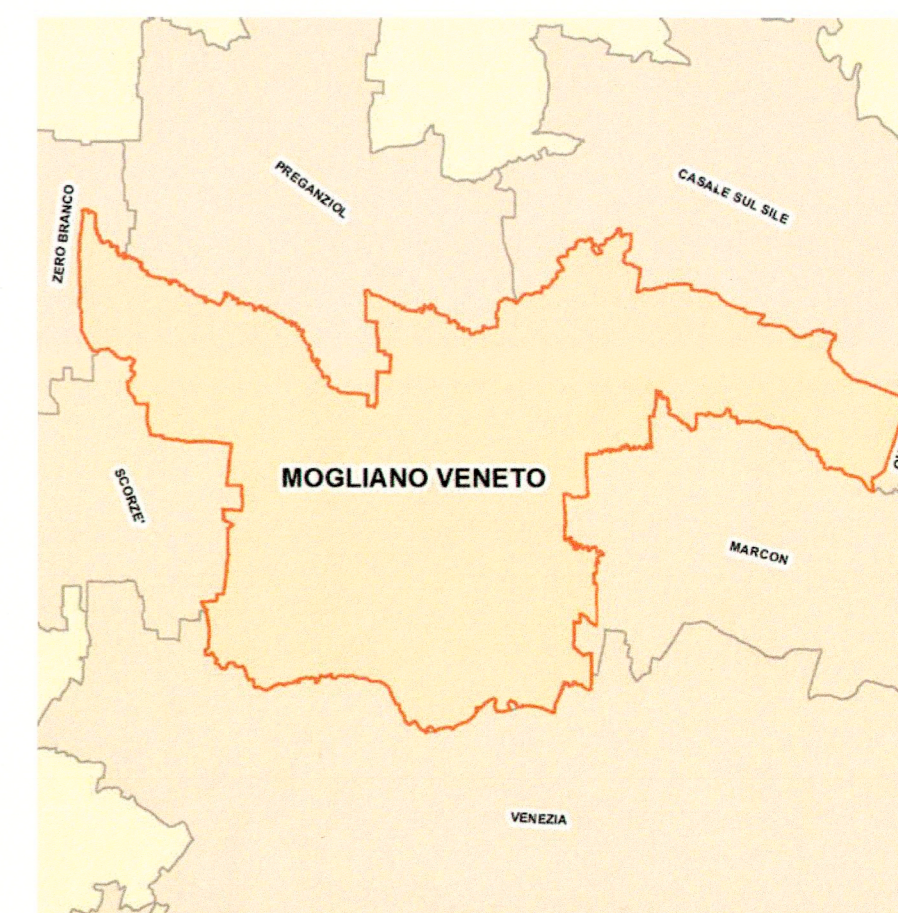 PREGANZIOL
CASALE SUL SILE
ZERO BRANCO
MOGLIANO VENETO
SCORZE'
MARCON
VENEZIA